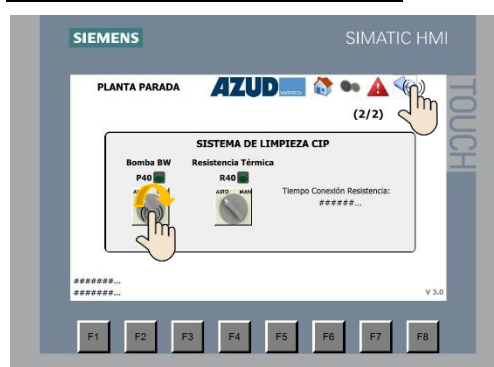 SIEMENS
SIMATIC HMI
TOUCH
PLANTA PARADA
AZUD
(2/2)
SISTEMA DE LIMPIEZA CIP
Bomba BW
Resistencia Térmica
P40
R40
AUTO MAN
Tiempo Conexión Resistencia:
######...
#######...
#######...
V 3.0
F1 F2 F3 F4 F5 F6 F7 F8